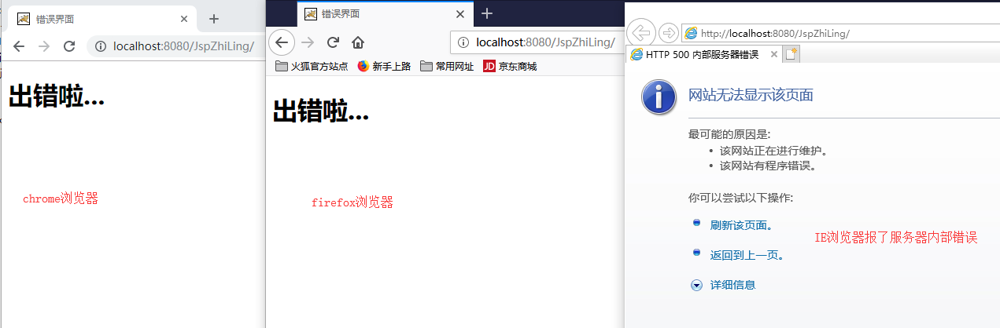 错误界面
localhost:8080/JspZhiLing/
出错啦...
chrome浏览器
错误界面
localhost:8080/JspZhiLing/
火狐官方站点 新手上路 常用网址 JD 京东商城
出错啦...
firefox浏览器
http://localhost:8080/JspZhiLing/
HTTP 500 内部服务器错误
网站无法显示该页面
最可能的原因是:
• 该网站正在进行维护。
• 该网站有程序错误。
你可以尝试以下操作:
刷新该页面。
返回到上一页。
详细信息
IE浏览器报了服务器内部错误